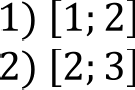 1) [1; 2]
2) [2; 3]